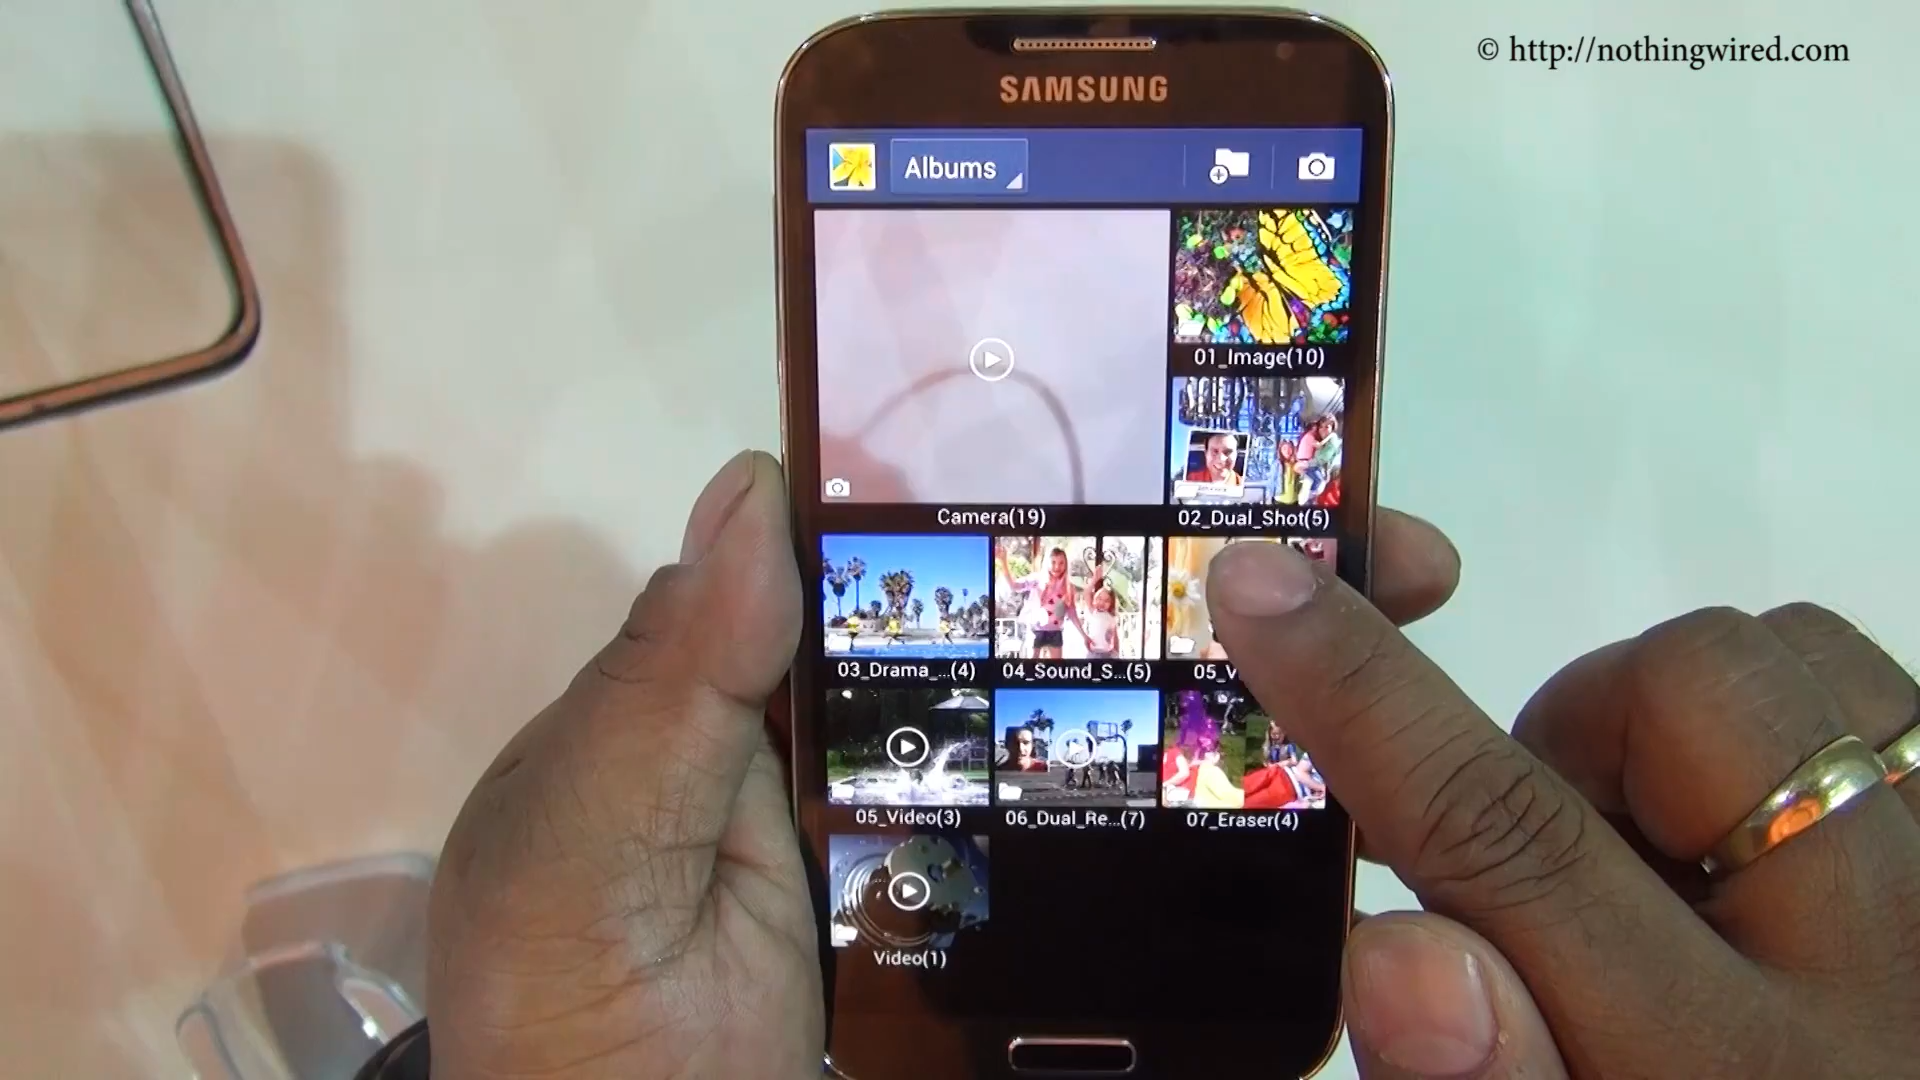 © http://nothingwired.com
SAMSUNG
Albums
01_Image(10)
Camera(19)
02_Dual_Shot(5)
03_Drama_...(4)
04_Sound_S...(5)
05_V
05_Video(3)
06_Dual_Re...(7)
07_Eraser(4)
Video(1)